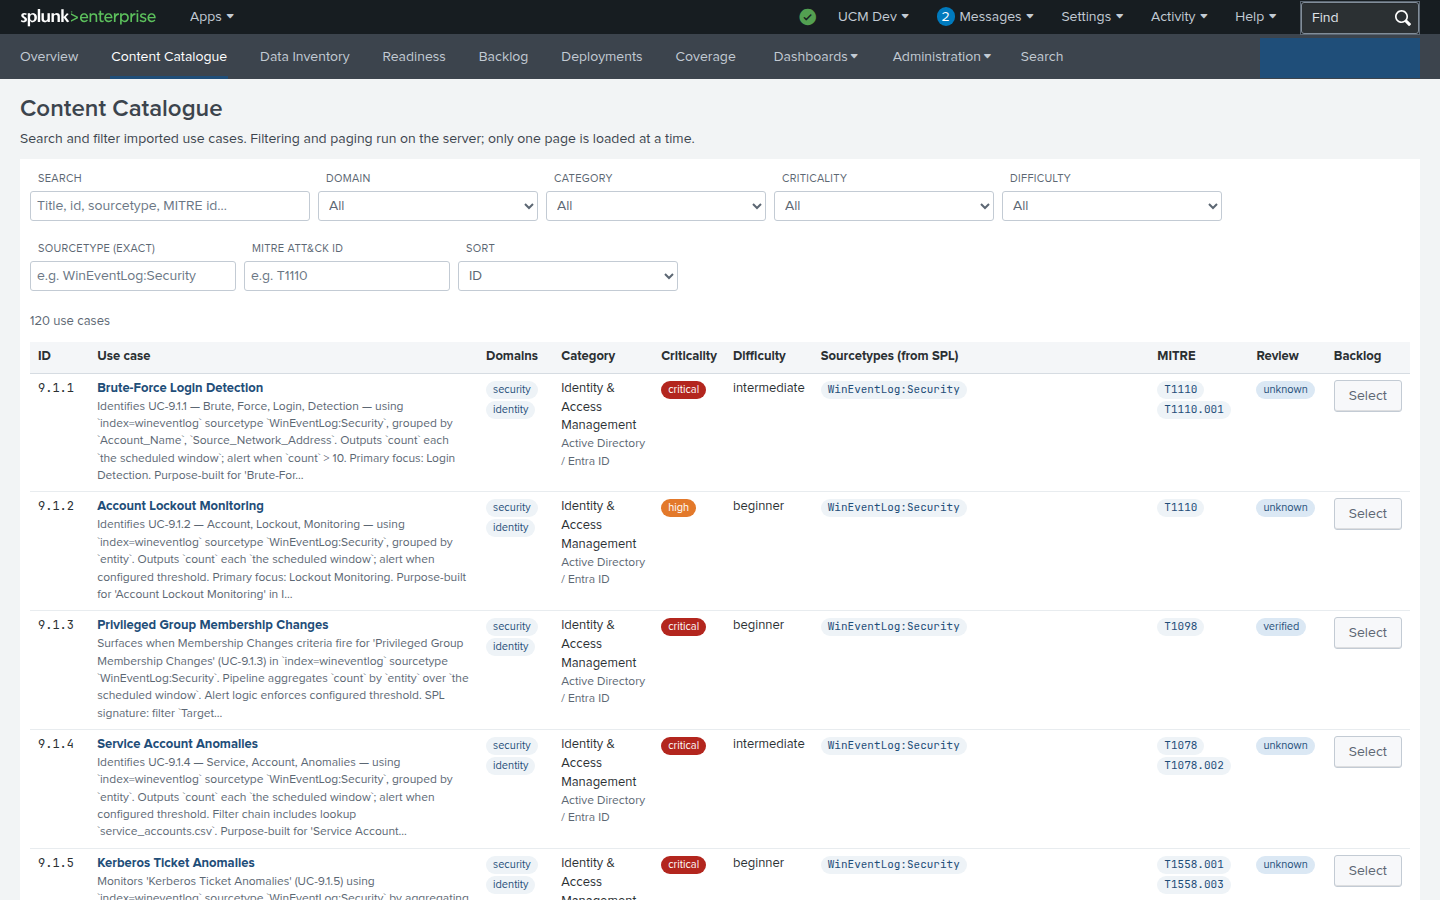 splunk>enterprise Apps UCM Dev 2 Messages Settings Activity Help Find
Overview Content Catalogue Data Inventory Readiness Backlog Deployments Coverage Dashboards Administration Search
Content Catalogue
Search and filter imported use cases. Filtering and paging run on the server; only one page is loaded at a time.
SEARCH DOMAIN CATEGORY CRITICALITY DIFFICULTY
Title, id, sourcetype, MITRE id... All All All All
SOURCETYPE (EXACT) MITRE ATT&CK ID SORT
e.g. WinEventLog:Security e.g. T1110 ID
120 use cases
ID Use case Domains Category Criticality Difficulty Sourcetypes (from SPL) MITRE Review Backlog
9.1.1
Brute-Force Login Detection
Identifies UC-9.1.1 — Brute, Force, Login, Detection — using
`index=wineventlog` sourcetype `WinEventLog:Security`, grouped by
`Account_Name`, `Source_Network_Address`. Outputs `count` each
`the scheduled window`; alert when `count` > 10. Primary focus: Login
Detection. Purpose-built for 'Brute-For...
security
identity
Identity &
Access
Management
Active Directory
/ Entra ID
critical
intermediate
WinEventLog:Security
T1110
T1110.001
unknown
Select
9.1.2
Account Lockout Monitoring
Identifies UC-9.1.2 — Account, Lockout, Monitoring — using
`index=wineventlog` sourcetype `WinEventLog:Security`, grouped by
`entity`. Outputs `count` each `the scheduled window`; alert when
configured threshold. Primary focus: Lockout Monitoring. Purpose-built
for 'Account Lockout Monitoring' in I...
security
identity
Identity &
Access
Management
Active Directory
/ Entra ID
high
beginner
WinEventLog:Security
T1110
unknown
Select
9.1.3
Privileged Group Membership Changes
Surfaces when Membership Changes criteria fire for 'Privileged Group
Membership Changes' (UC-9.1.3) in `index=wineventlog` sourcetype
`WinEventLog:Security`. Pipeline aggregates `count` by `entity` over `the
scheduled window`. Alert logic enforces configured threshold. SPL
signature: filter `Target...
security
identity
Identity &
Access
Management
Active Directory
/ Entra ID
critical
beginner
WinEventLog:Security
T1098
verified
Select
9.1.4
Service Account Anomalies
Identifies UC-9.1.4 — Service, Account, Anomalies — using
`index=wineventlog` sourcetype `WinEventLog:Security`, grouped by
`entity`. Outputs `count` each `the scheduled window`; alert when
configured threshold. Filter chain includes lookup
`service_accounts.csv`. Purpose-built for 'Service Account...
security
identity
Identity &
Access
Management
Active Directory
/ Entra ID
critical
intermediate
WinEventLog:Security
T1078
T1078.002
unknown
Select
9.1.5
Kerberos Ticket Anomalies
Monitors 'Kerberos Ticket Anomalies' (UC-9.1.5) using
`index=wineventlog` sourcetype `WinEventLog:Security` by aggregating
security
identity
Identity &
Access
Management
critical
beginner
WinEventLog:Security
T1558.001
T1558.003
unknown
Select